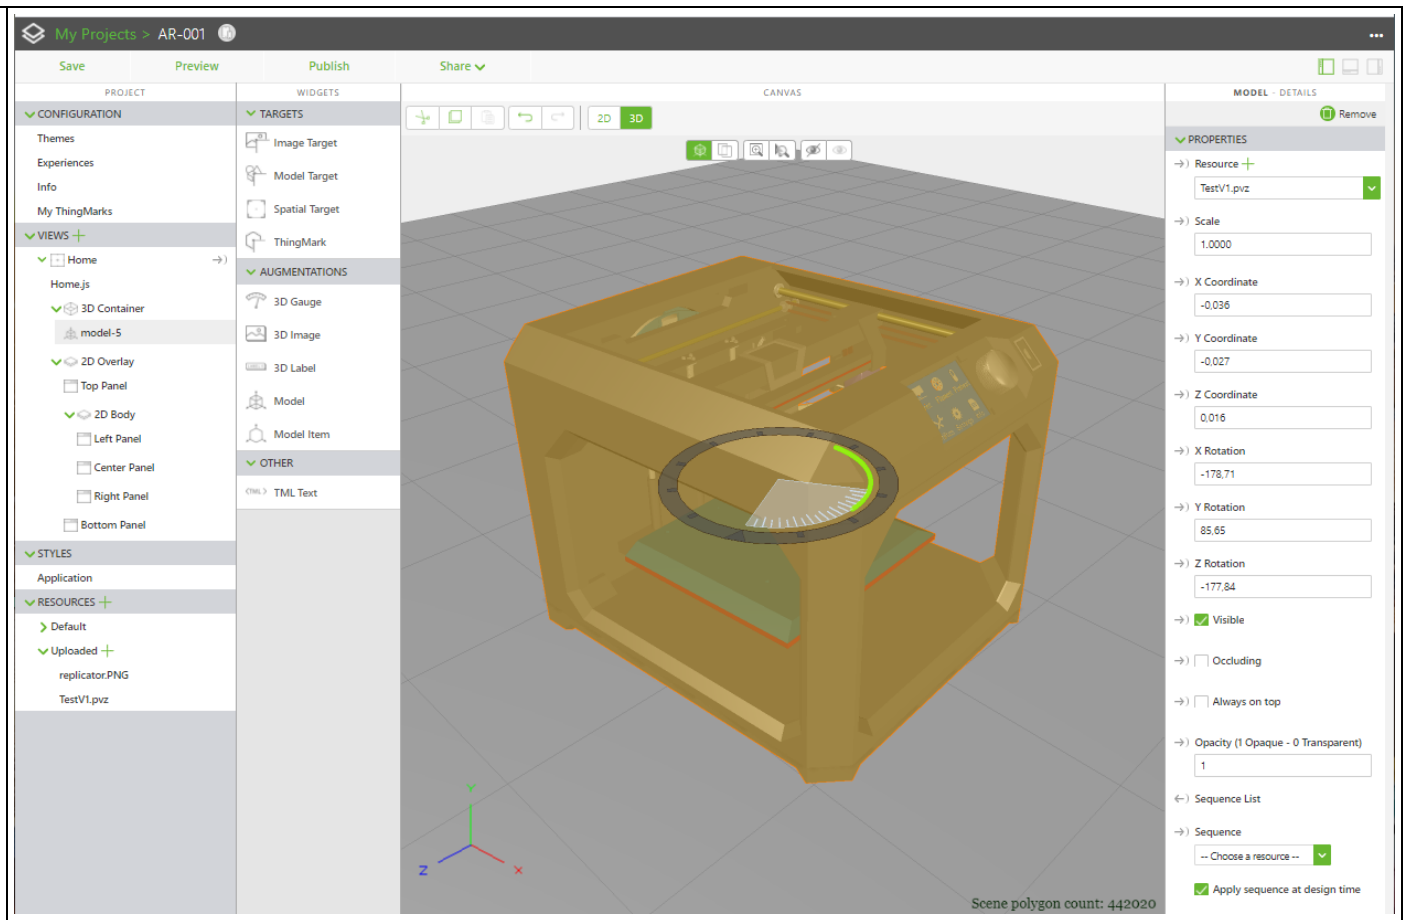 My Projects > AR-001
Save Preview Publish Share
PROJECT
CONFIGURATION
Themes
Experiences
Info
My ThingMarks
VIEWS
Home
Home.js
3D Container
model-5
2D Overlay
Top Panel
2D Body
Left Panel
Center Panel
Right Panel
Bottom Panel
STYLES
Application
RESOURCES
Default
Uploaded
replicator.PNG
TestV1.pvz
WIDGETS
TARGETS
Image Target
Model Target
Spatial Target
ThingMark
AUGMENTATIONS
3D Gauge
3D Image
3D Label
Model
Model Item
OTHER
<TML> TML Text
CANVAS
2D 3D
Y
Z
X
Scene polygon count: 442020
MODEL - DETAILS
Remove
PROPERTIES
Resource
TestV1.pvz
Scale
1.0000
X Coordinate
-0,036
Y Coordinate
-0,027
Z Coordinate
0,016
X Rotation
-178,71
Y Rotation
85,65
Z Rotation
-177,84
Visible
Occluding
Always on top
Opacity (1 Opaque - 0 Transparent)
1
Sequence List
Sequence
-- Choose a resource --
Apply sequence at design time